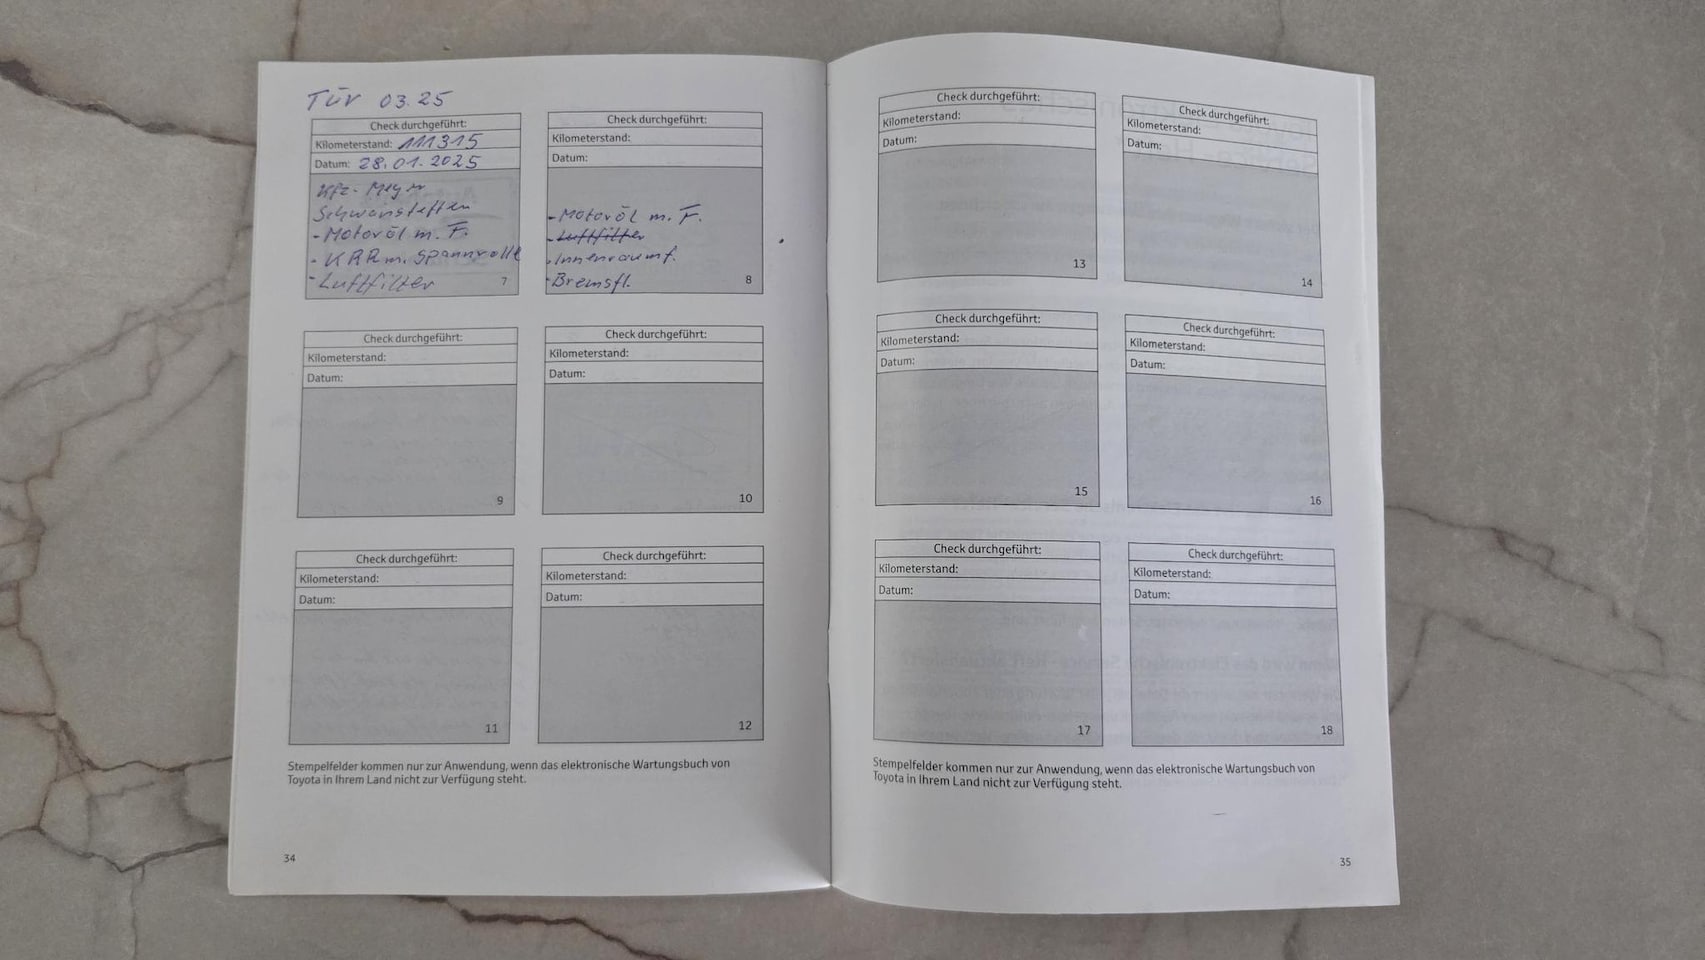 TÜV 03.25
Check durchgeführt:
Kilometerstand: 111315
Datum: 28.01.2025
Kfz-Meyer
- Motoröl m. F.
- KRR m. Spannrolle
- Luftfilter
7
Check durchgeführt:
Kilometerstand:
Datum:
- Motoröl m. F.
- Luftfilter
- Innenraumf.
- Bremsfl.
8
Check durchgeführt:
Kilometerstand:
Datum:
9
Check durchgeführt:
Kilometerstand:
Datum:
10
Check durchgeführt:
Kilometerstand:
Datum:
11
Check durchgeführt:
Kilometerstand:
Datum:
12
Stempelfelder kommen nur zur Anwendung, wenn das elektronische Wartungsbuch von
Toyota in Ihrem Land nicht zur Verfügung steht.
34
Check durchgeführt:
Kilometerstand:
Datum:
13
Check durchgeführt:
Kilometerstand:
Datum:
14
Check durchgeführt:
Kilometerstand:
Datum:
15
Check durchgeführt:
Kilometerstand:
Datum:
16
Check durchgeführt:
Kilometerstand:
Datum:
17
Check durchgeführt:
Kilometerstand:
Datum:
18
Stempelfelder kommen nur zur Anwendung, wenn das elektronische Wartungsbuch von
Toyota in Ihrem Land nicht zur Verfügung steht.
35